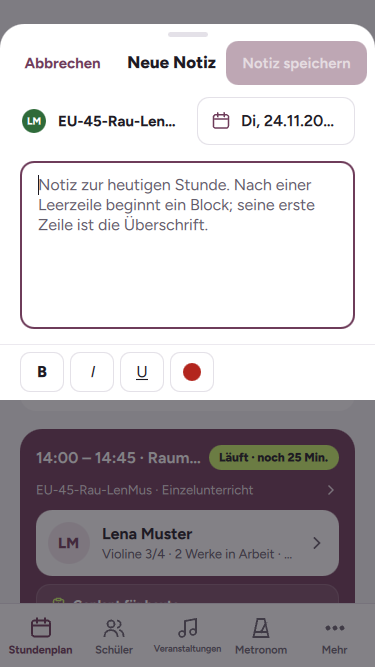 Abbrechen Neue Notiz Notiz speichern
LM EU-45-Rau-Len... Di, 24.11.20...
Notiz zur heutigen Stunde. Nach einer
Leerzeile beginnt ein Block; seine erste
Zeile ist die Überschrift.
B I U
14:00 – 14:45 · Raum... Läuft · noch 25 Min.
EU-45-Rau-LenMus · Einzelunterricht
LM Lena Muster
Violine 3/4 · 2 Werke in Arbeit · ...
Stundenplan Schüler Veranstaltungen Metronom Mehr